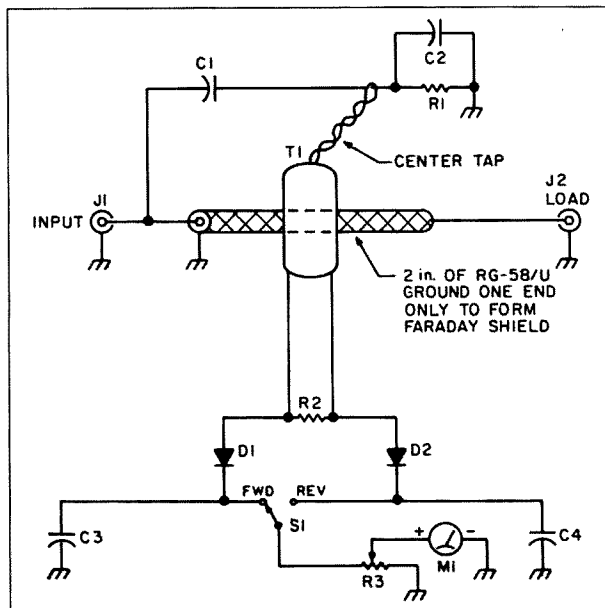 C1
C2
R1
T1
CENTER TAP
J1
INPUT
J2
LOAD
2 in. OF RG-58/U
GROUND ONE END
ONLY TO FORM
FARADAY SHIELD
R2
D1
D2
FWD
REV
S1
C3
R3
+
-
M1
C4